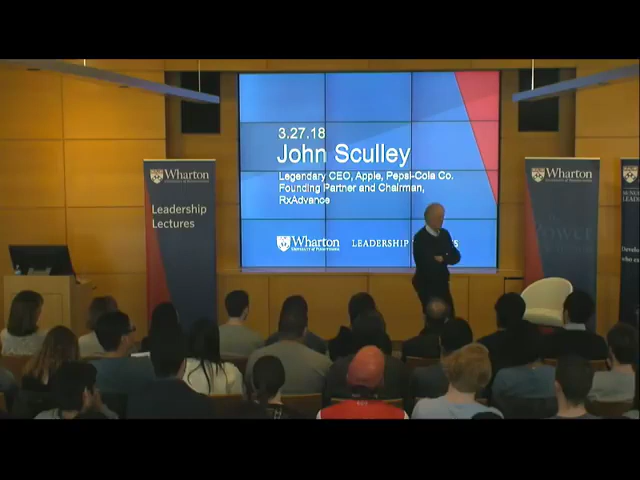 3.27.18
John Sculley
Legendary CEO, Apple, Pepsi-Cola Co.
Founding Partner and Chairman,
RxAdvance
Wharton
LEADERSHIP
Wharton
Leadership
Lectures
Wharton